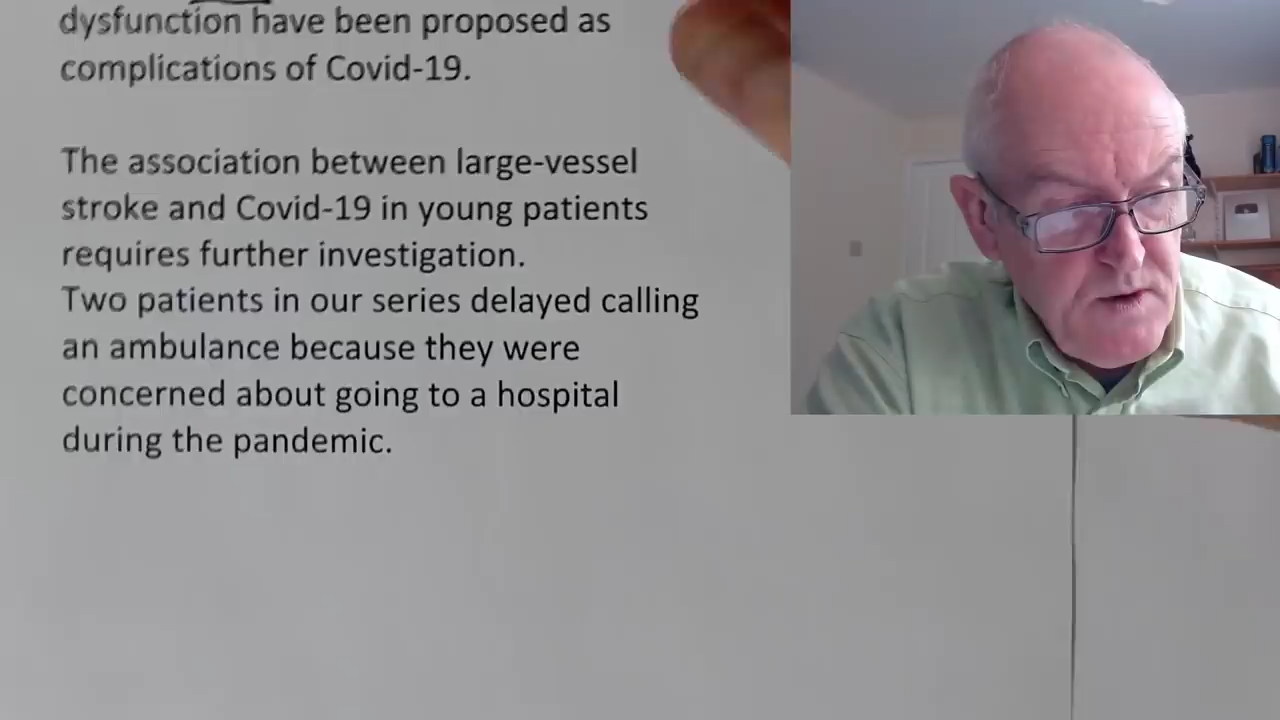 dysfunction have been proposed as
complications of Covid-19.
The association between large-vessel
stroke and Covid-19 in young patients
requires further investigation.
Two patients in our series delayed calling
an ambulance because they were
concerned about going to a hospital
during the pandemic.